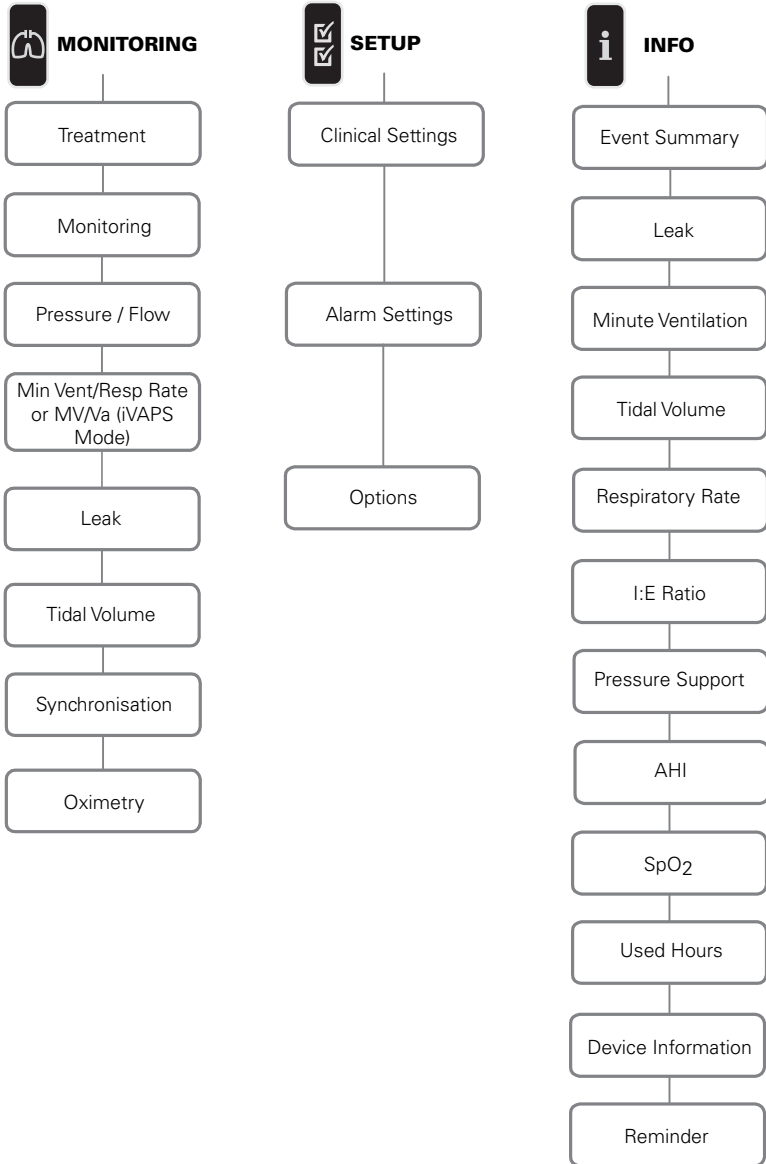 MONITORING
Treatment
Monitoring
Pressure / Flow
Min Vent/Resp Rate
or MV/Va (iVAPS
Mode)
Leak
Tidal Volume
Synchronisation
Oximetry
SETUP
Clinical Settings
Alarm Settings
Options
i
INFO
Event Summary
Leak
Minute Ventilation
Tidal Volume
Respiratory Rate
I:E Ratio
Pressure Support
AHI
SpO2
Used Hours
Device Information
Reminder